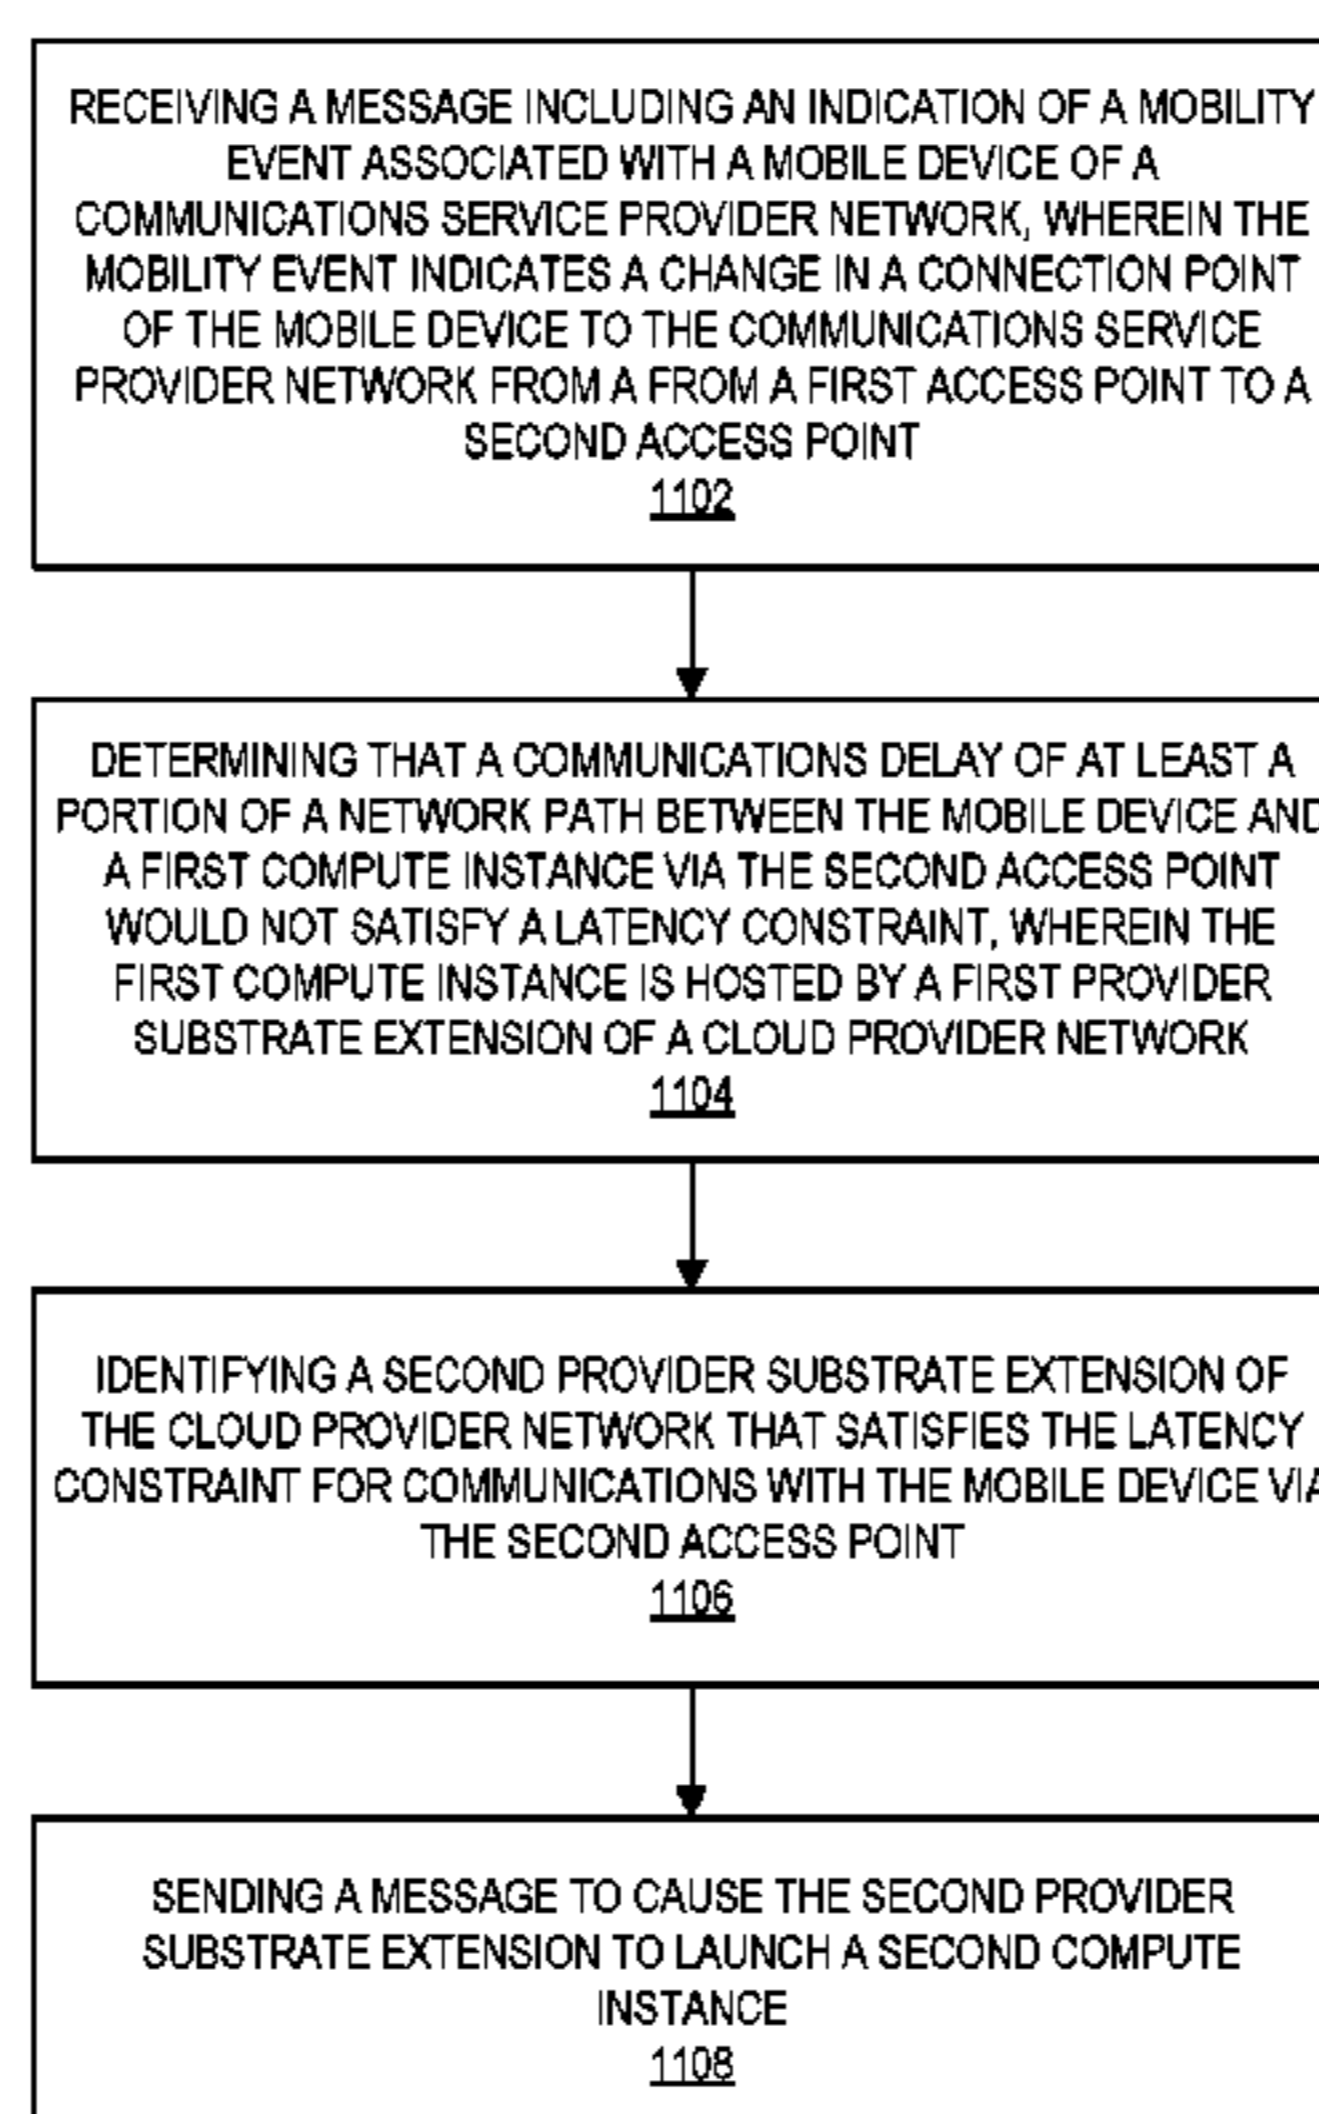 RECEIVING A MESSAGE INCLUDING AN INDICATION OF A MOBILITY
EVENT ASSOCIATED WITH A MOBILE DEVICE OF A
COMMUNICATIONS SERVICE PROVIDER NETWORK, WHEREIN THE
MOBILITY EVENT INDICATES A CHANGE IN A CONNECTION POINT
OF THE MOBILE DEVICE TO THE COMMUNICATIONS SERVICE
PROVIDER NETWORK FROM A FROM A FIRST ACCESS POINT TO A
SECOND ACCESS POINT
1102
DETERMINING THAT A COMMUNICATIONS DELAY OF AT LEAST A
PORTION OF A NETWORK PATH BETWEEN THE MOBILE DEVICE AND
A FIRST COMPUTE INSTANCE VIA THE SECOND ACCESS POINT
WOULD NOT SATISFY A LATENCY CONSTRAINT, WHEREIN THE
FIRST COMPUTE INSTANCE IS HOSTED BY A FIRST PROVIDER
SUBSTRATE EXTENSION OF A CLOUD PROVIDER NETWORK
1104
IDENTIFYING A SECOND PROVIDER SUBSTRATE EXTENSION OF
THE CLOUD PROVIDER NETWORK THAT SATISFIES THE LATENCY
CONSTRAINT FOR COMMUNICATIONS WITH THE MOBILE DEVICE VIA
THE SECOND ACCESS POINT
1106
SENDING A MESSAGE TO CAUSE THE SECOND PROVIDER
SUBSTRATE EXTENSION TO LAUNCH A SECOND COMPUTE
INSTANCE
1108